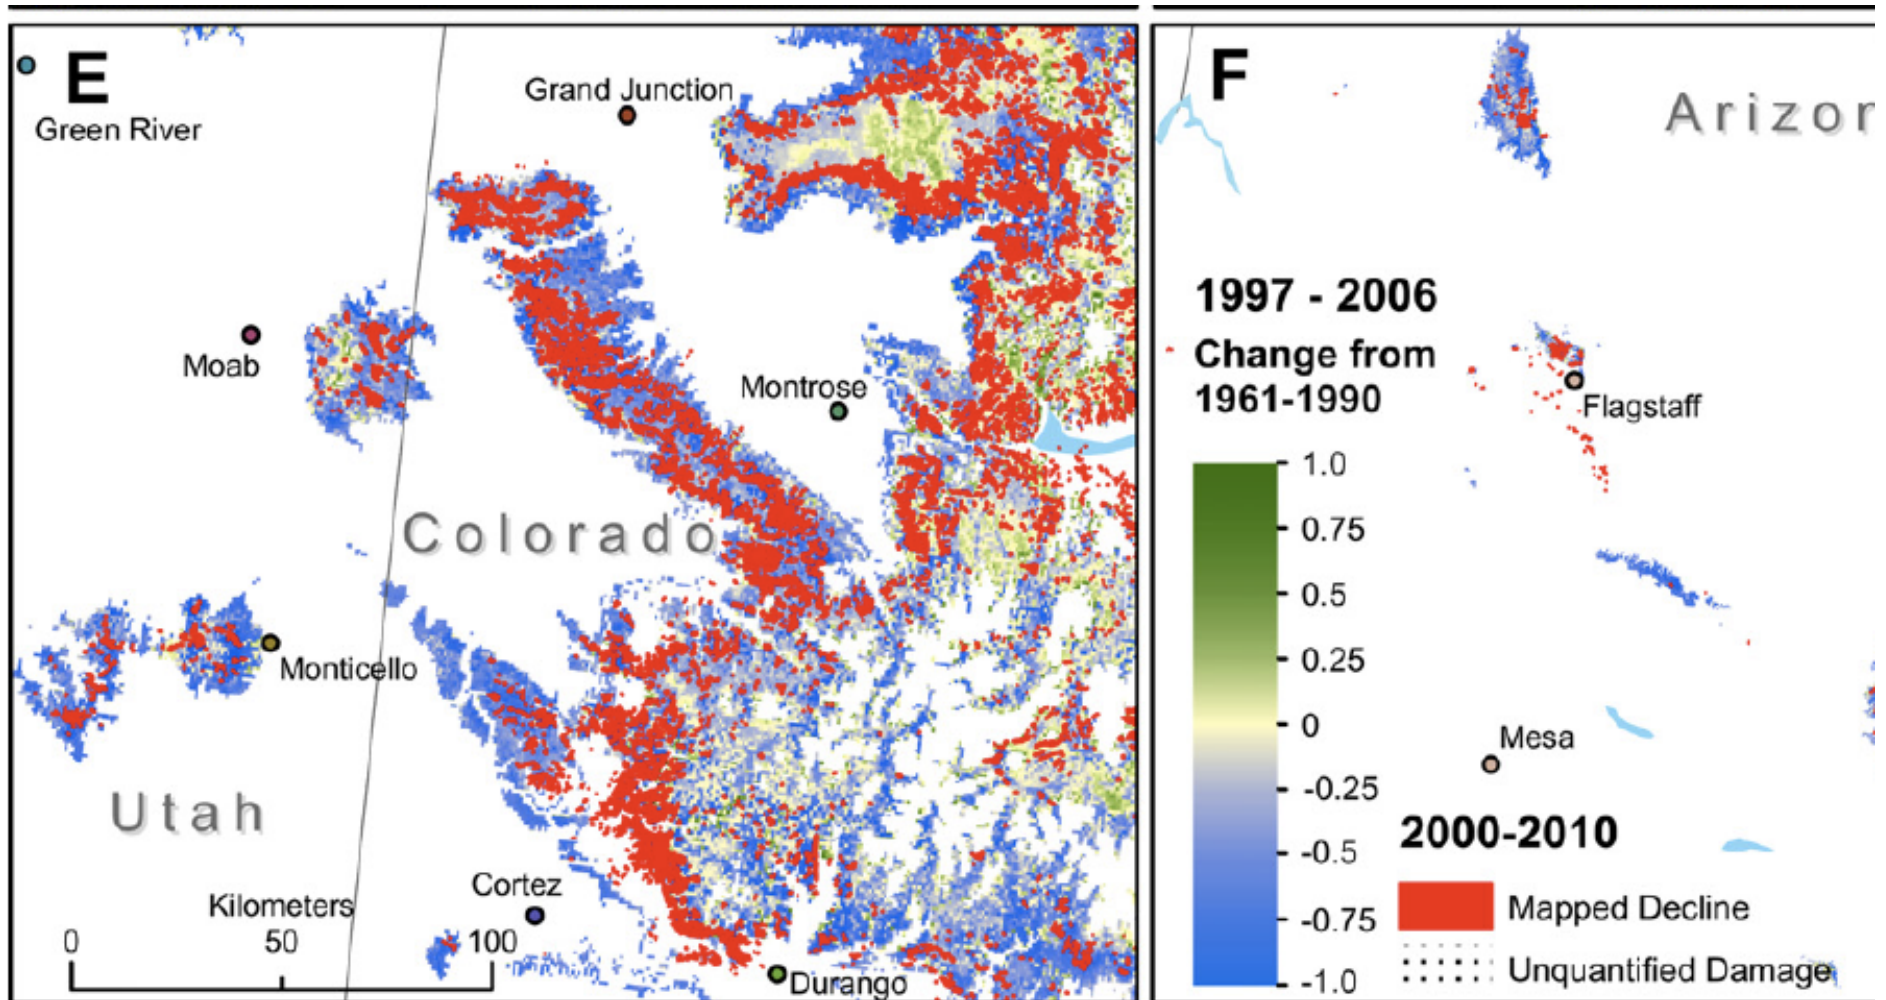 E
Green River
Grand Junction
Moab
Montrose
Colorado
Monticello
Utah
Cortez
Kilometers
0 50 100
Durango
F
Arizor
1997 - 2006
Change from
1961-1990
Flagstaff
1.0
0.75
0.5
0.25
0
-0.25
-0.5
-0.75
-1.0
Mesa
2000-2010
Mapped Decline
Unquantified Damage